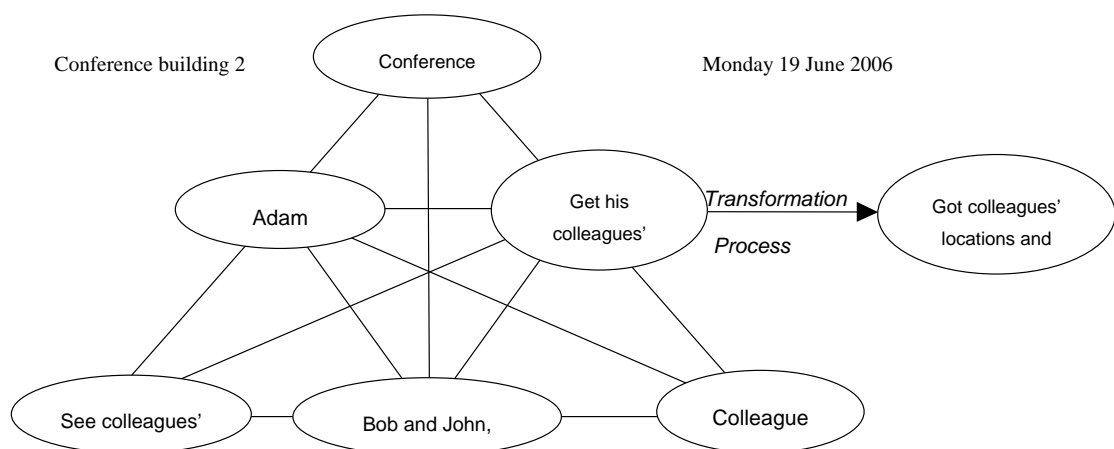 Conference building 2
Conference
Monday 19 June 2006
Adam
Get his
colleagues’
Transformation
Process
Got colleagues’
locations and
See colleagues’
Bob and John,
Colleague